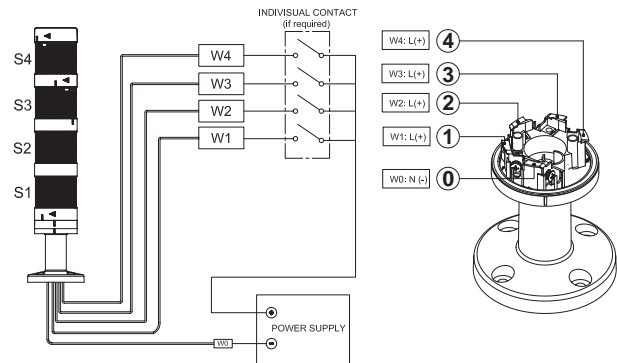 INDIVISUAL CONTACT
(if required)
S4
S3
S2
S1
W4
W3
W2
W1
W0
POWER SUPPLY
+
−
W4: L(+) 4
W3: L(+) 3
W2: L(+) 2
W1: L(+) 1
W0: N (-) 0